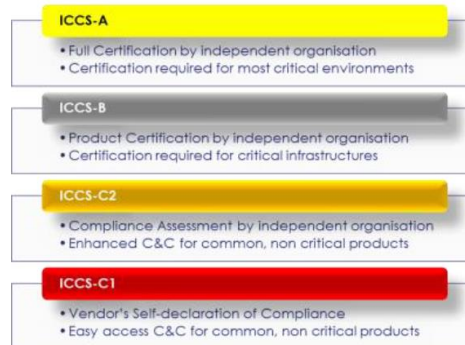 ICCS-A
• Full Certification by independent organisation
• Certification required for most critical environments
ICCS-B
• Product Certification by independent organisation
• Certification required for critical infrastructures
ICCS-C2
• Compliance Assessment by independent organisation
• Enhanced C&C for common, non critical products
ICCS-C1
• Vendor's Self-declaration of Compliance
• Easy access C&C for common, non critical products